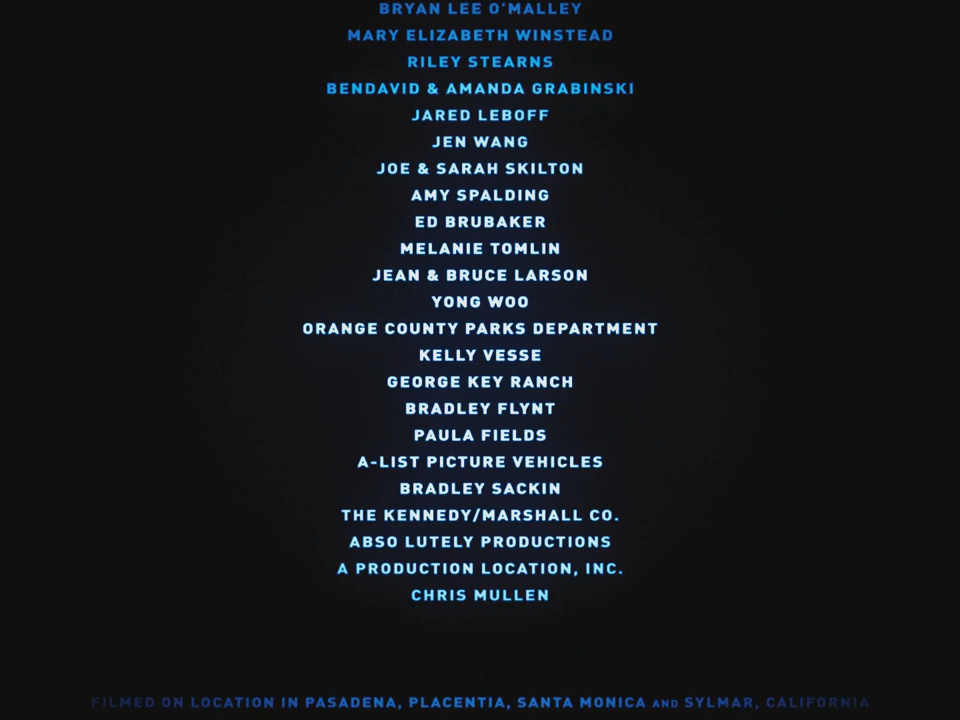 BRYAN LEE O'MALLEY
MARY ELIZABETH WINSTEAD
RILEY STEARNS
BENDAVID & AMANDA GRABINSKI
JARED LEBOFF
JEN WANG
JOE & SARAH SKILTON
AMY SPALDING
ED BRUBAKER
MELANIE TOMLIN
JEAN & BRUCE LARSON
YONG WOO
ORANGE COUNTY PARKS DEPARTMENT
KELLY VESSE
GEORGE KEY RANCH
BRADLEY FLYNT
PAULA FIELDS
A-LIST PICTURE VEHICLES
BRADLEY SACKIN
THE KENNEDY/MARSHALL CO.
ABSO LUTELY PRODUCTIONS
A PRODUCTION LOCATION, INC.
CHRIS MULLEN
FILMED ON LOCATION IN PASADENA, PLACENTIA, SANTA MONICA AND SYLMAR, CALIFORNIA